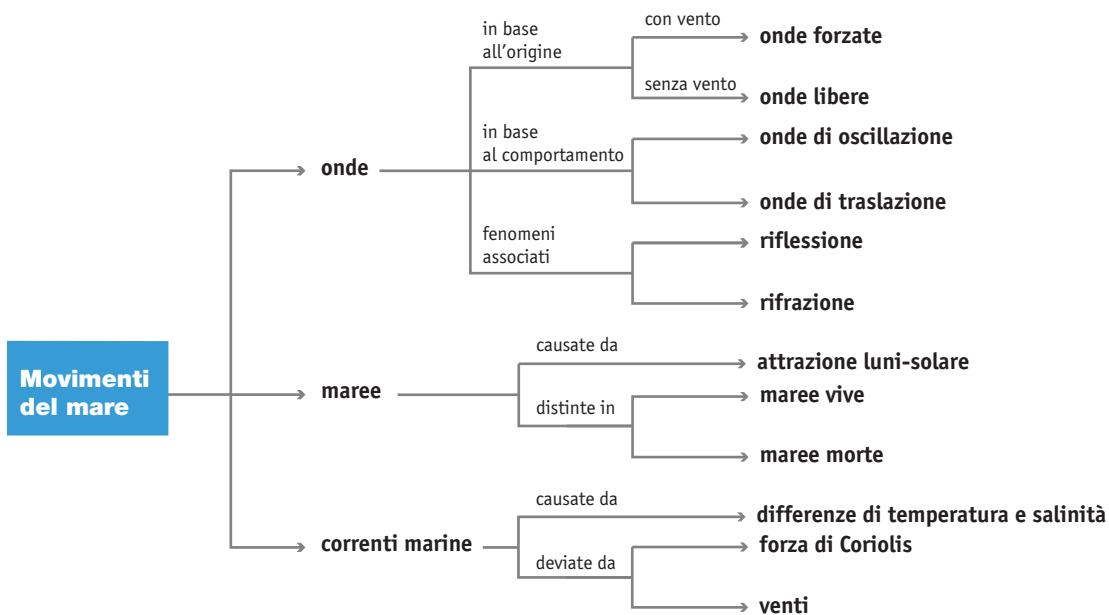 Movimenti
del mare
onde
in base
all'origine
con vento
onde forzate
senza vento
onde libere
in base
al comportamento
onde di oscillazione
onde di traslazione
fenomeni
associati
riflessione
rifrazione
maree
causate da
attrazione luni-solare
distinte in
maree vive
maree morte
correnti marine
causate da
differenze di temperatura e salinità
deviate da
forza di Coriolis
venti